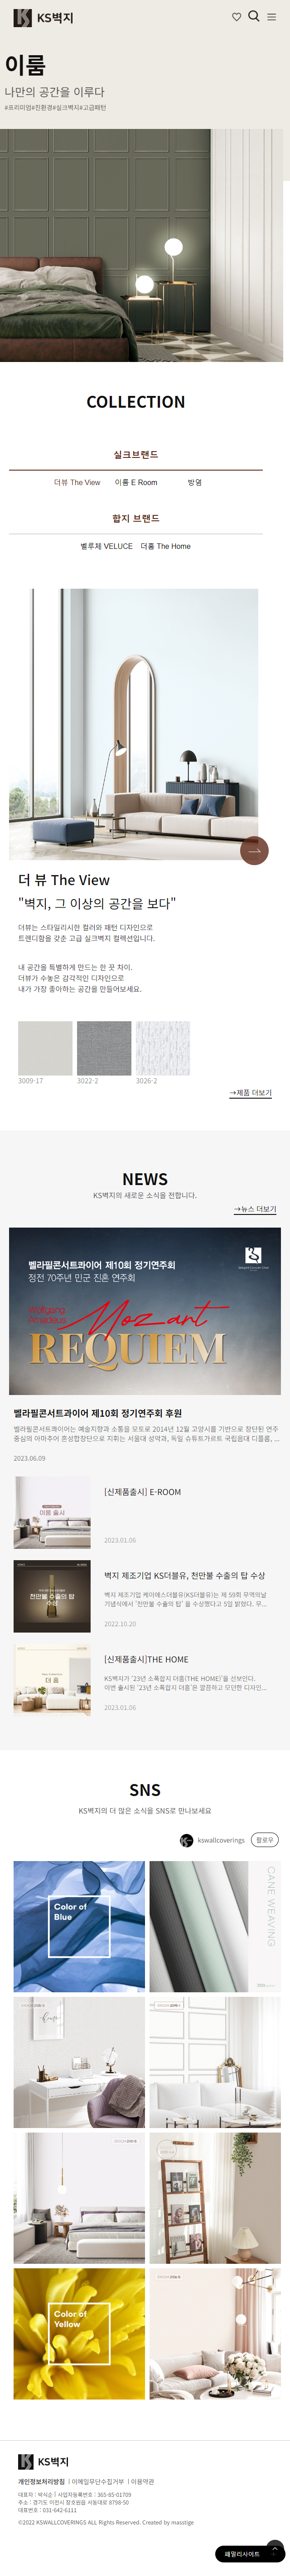 KS벽지
이룸
나만의 공간을 이루다
#프리미엄#친환경#실크벽지#고급패턴
COLLECTION
실크브랜드
더뷰 The View 이룸 E Room 방염
합지 브랜드
벨루체 VELUCE 더홈 The Home
더 뷰 The View
"벽지, 그 이상의 공간을 보다"
더뷰는 스타일리시한 컬러와 패턴 디자인으로
트렌디함을 갖춘 고급 실크벽지 컬렉션입니다.
내 공간을 특별하게 만드는 한 끗 차이.
더뷰가 수놓은 감각적인 디자인으로
내가 가장 좋아하는 공간을 만들어보세요.
3009-17 3022-2 3026-2
→제품 더보기
NEWS
KS벽지의 새로운 소식을 전합니다.
→뉴스 더보기
벨라필콘서트콰이어 제10회 정기연주회
정전 70주년 민군 진혼 연주회
Wolfgang
Amadeus
Mozart
REQUIEM
벨라필콘서트콰이어 제10회 정기연주회 후원
벨라필콘서트콰이어는 예술지향과 소통을 모토로 2014년 12월 고양시를 기반으로 창단된 연주
중심의 아마추어 혼성합창단으로 지휘는 서울대 성악과, 독일 슈튜트가르트 국립음대 디플롬, ...
2023.06.09
이룸 출시
[신제품출시] E-ROOM
2023.01.06
천만불 수출의 탑
수상
벽지 제조기업 KS더블유, 천만불 수출의 탑 수상
벽지 제조기업 케이에스더블유(KS더블유)는 제 59회 무역의날
기념식에서 '천만불 수출의 탑' 을 수상했다고 5일 밝혔다. 무...
2022.10.20
더 홈
[신제품출시]THE HOME
KS벽지가 '23년 소폭합지 더홈(THE HOME)'을 선보인다.
이번 출시된 '23년 소폭합지 더홈'은 깔끔하고 모던한 디자인...
2023.01.06
SNS
KS벽지의 더 많은 소식을 SNS로 만나보세요
kswallcoverings 팔로우
Color of
Blue
CANE WEAVING
home
Color of
Yellow
KS벽지
개인정보처리방침 | 이메일무단수집거부 | 이용약관
대표자 : 박식순 | 사업자등록번호 : 365-85-01709
주소 : 경기도 이천시 장호원읍 서동대로 8798-50
대표번호 : 031-642-6111
©2022 KSWALLCOVERINGS ALL Rights Reserved. Created by masstige
패밀리사이트 +